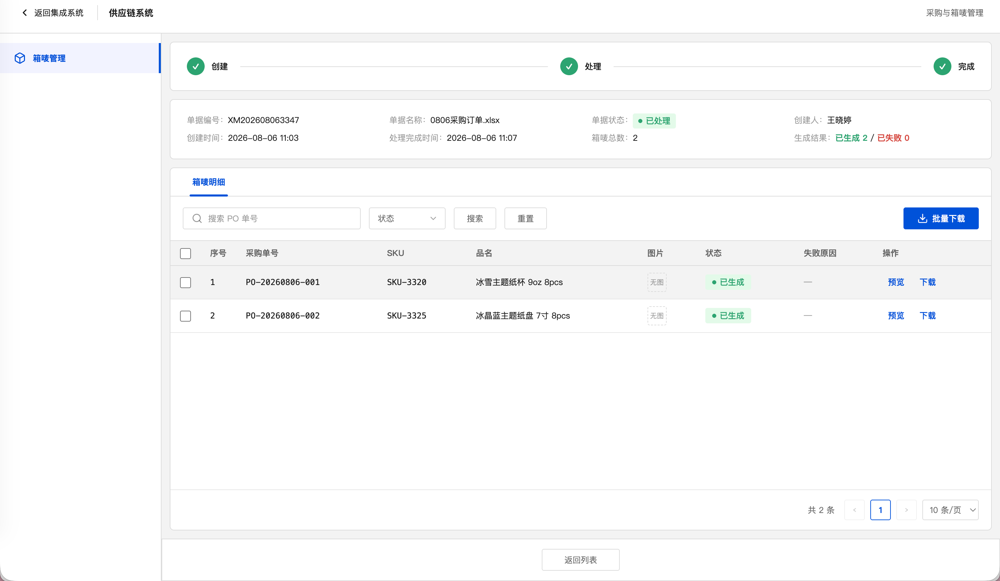 返回集成系统 供应链系统 采购与箱唛管理
箱唛管理
创建 处理 完成
单据编号: XM202608063347 单据名称: 0806采购订单.xlsx 单据状态: 已处理 创建人: 王晓婷
创建时间: 2026-08-06 11:03 处理完成时间: 2026-08-06 11:07 箱唛总数: 2 生成结果: 已生成 2 / 已失败 0
箱唛明细
搜索 PO 单号 状态 搜索 重置 批量下载
序号 采购单号 SKU 品名 图片 状态 失败原因 操作
1 PO-20260806-001 SKU-3320 冰雪主题纸杯 9oz 8pcs 无图 已生成 — 预览 下载
2 PO-20260806-002 SKU-3325 冰晶蓝主题纸盘 7寸 8pcs 无图 已生成 — 预览 下载
共 2 条 < 1 > 10 条/页
返回列表